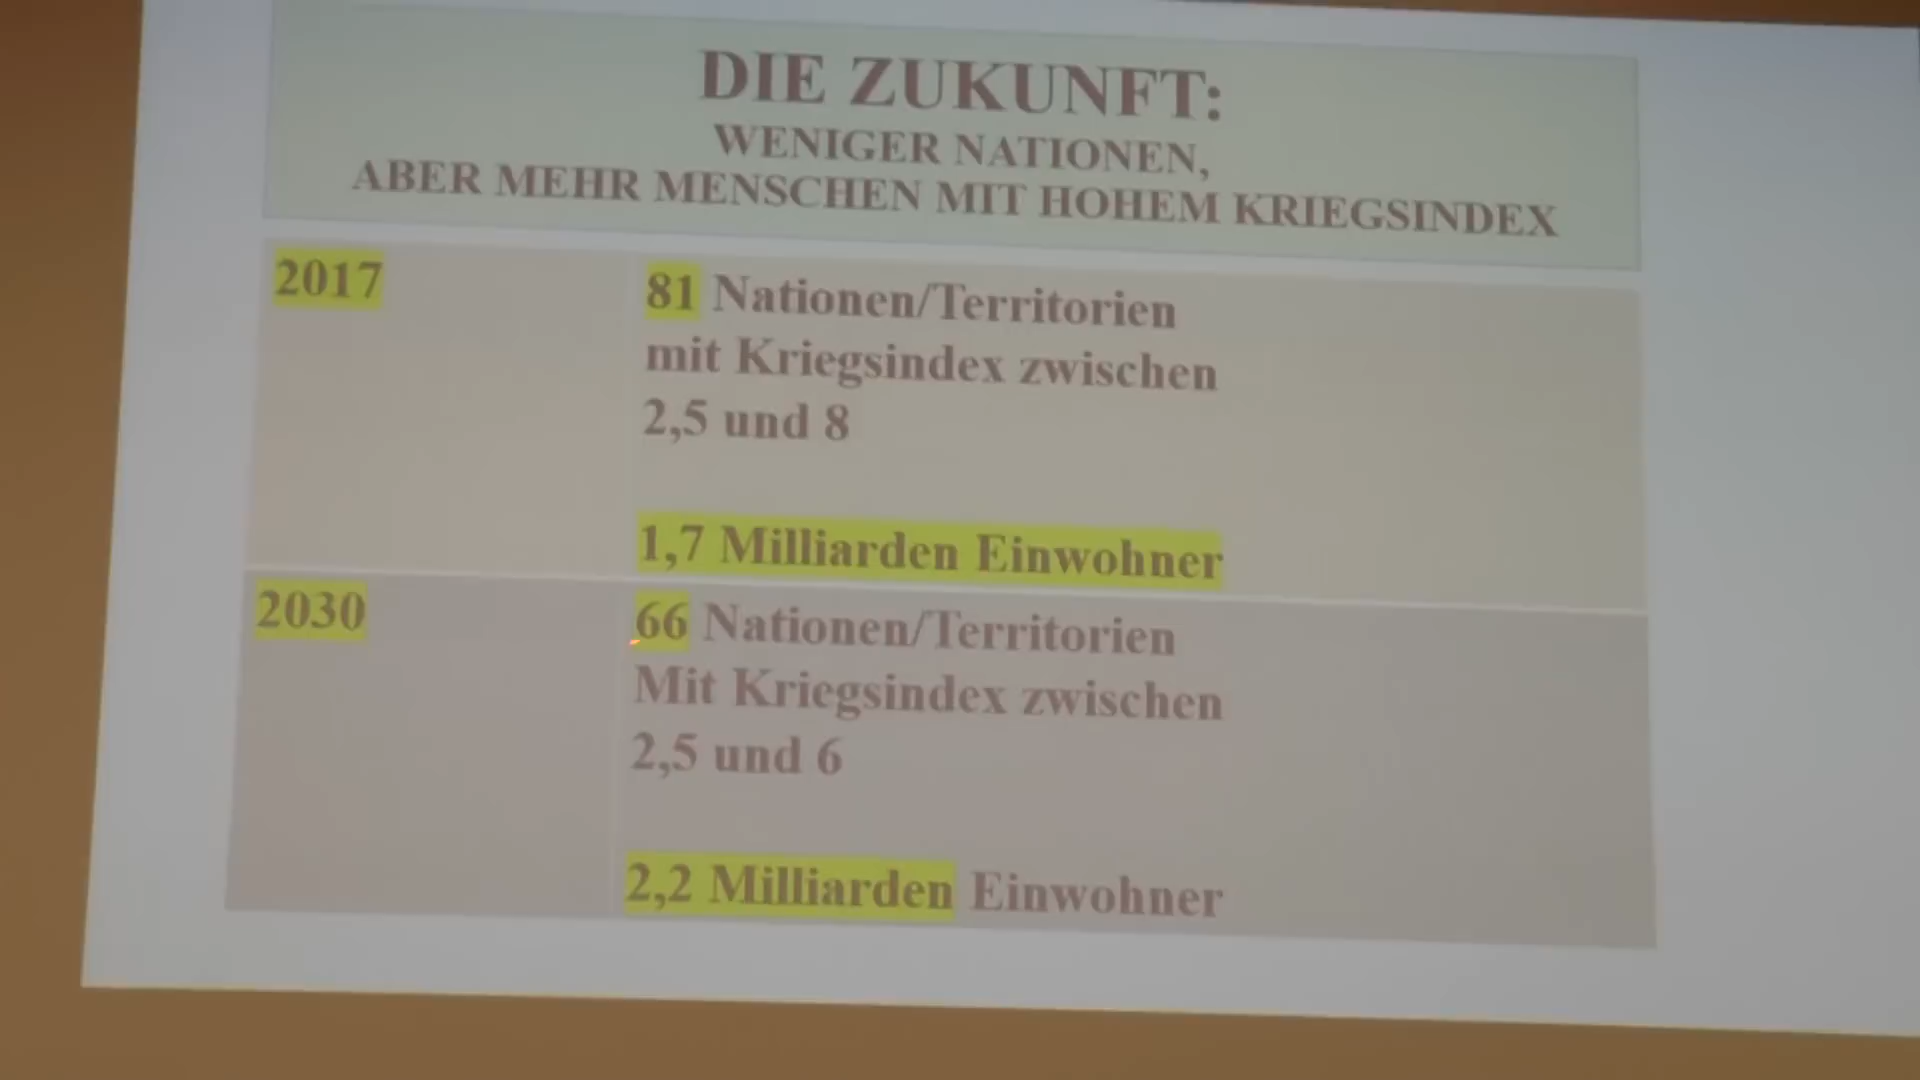 DIE ZUKUNFT:
WENIGER NATIONEN,
ABER MEHR MENSCHEN MIT HOHEM KRIEGSINDEX
2017
81 Nationen/Territorien
mit Kriegsindex zwischen
2,5 und 8
1,7 Milliarden Einwohner
2030
66 Nationen/Territorien
Mit Kriegsindex zwischen
2,5 und 6
2,2 Milliarden Einwohner